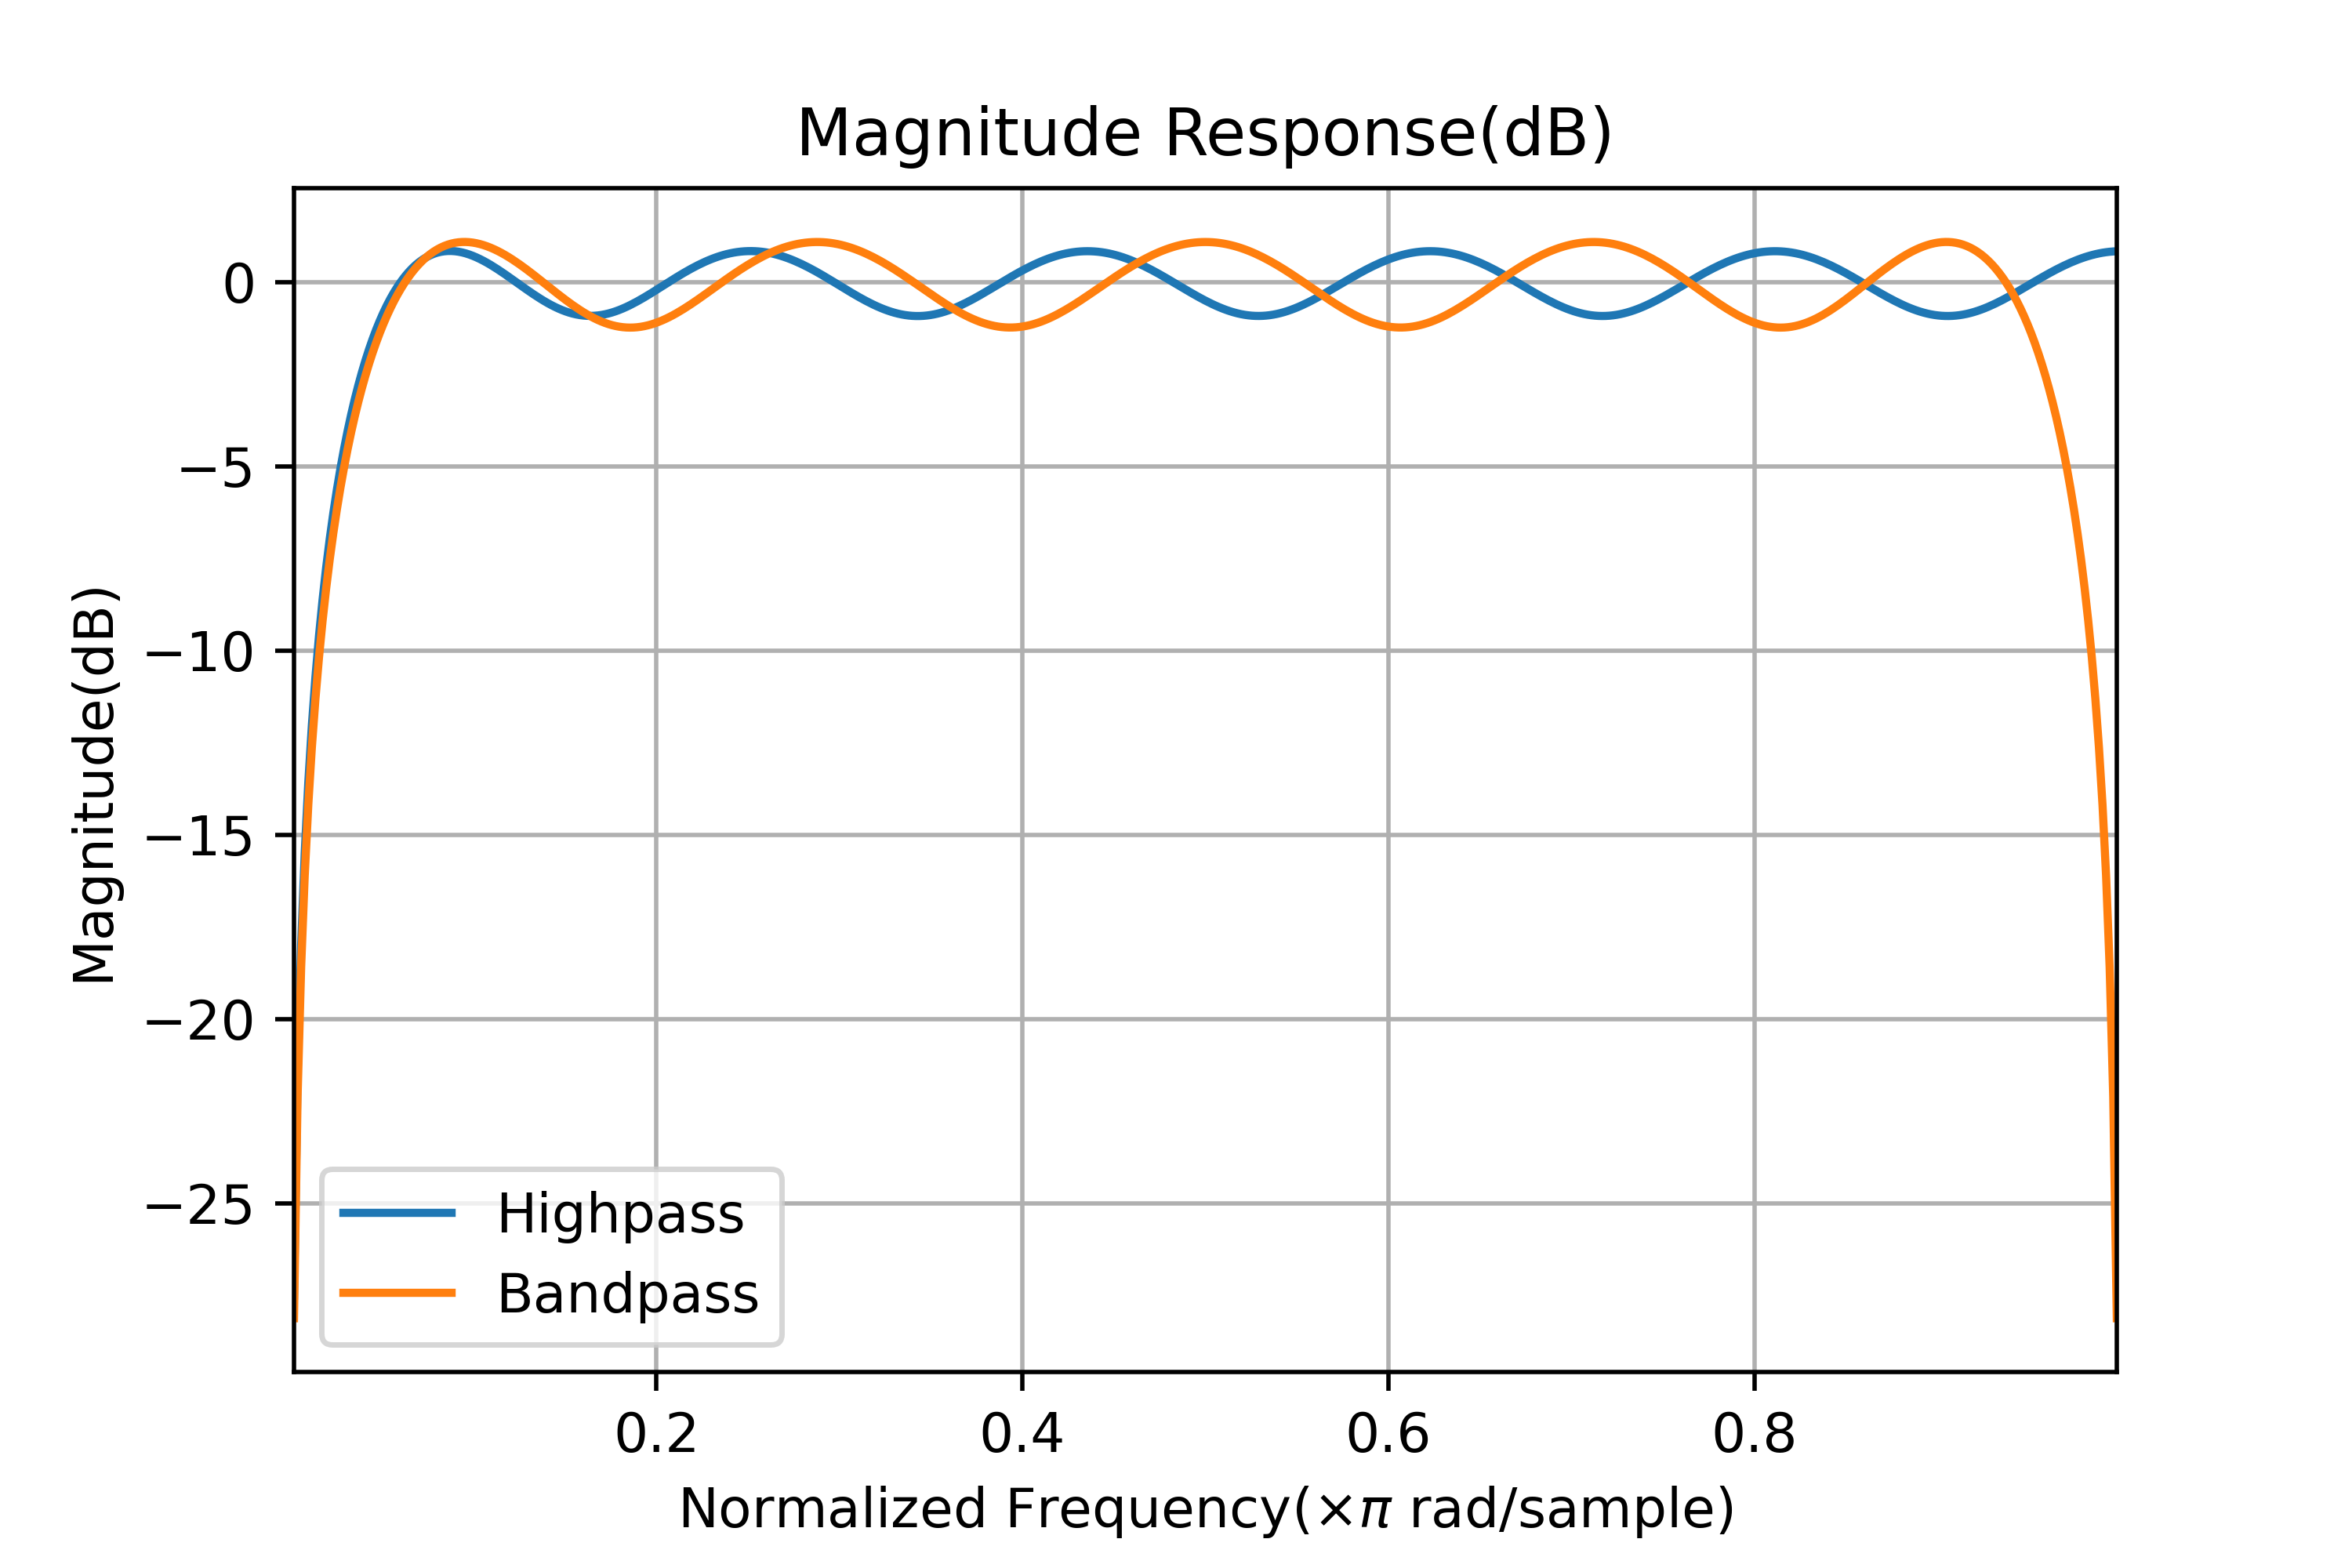 Magnitude Response(dB)
Magnitude(dB)
0
−5
−10
−15
−20
−25
Highpass
Bandpass
0.2 0.4 0.6 0.8
Normalized Frequency(×π rad/sample)